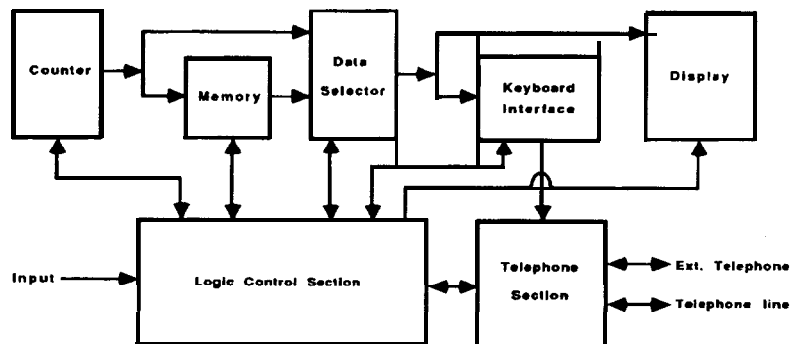 Counter
Memory
Data
Selector
Keyboard
Interface
Display
Input
Logic Control Section
Telephone
Section
Ext. Telephone
Telephone line